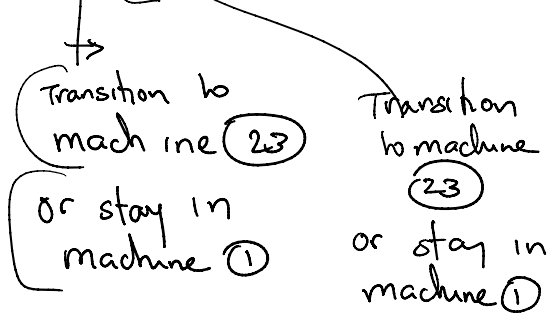 Transition to
machine 23
or stay in
machine 1
Transition
to machine
23
or stay in
machine 1